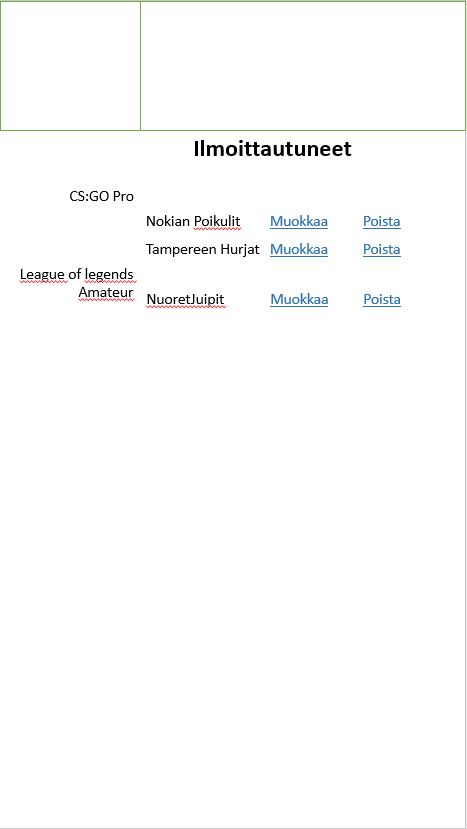 Ilmoittautuneet
CS:GO Pro
Nokian Poikulit Muokkaa Poista
Tampereen Hurjat Muokkaa Poista
League of legends
Amateur
NuoretJuipit Muokkaa Poista